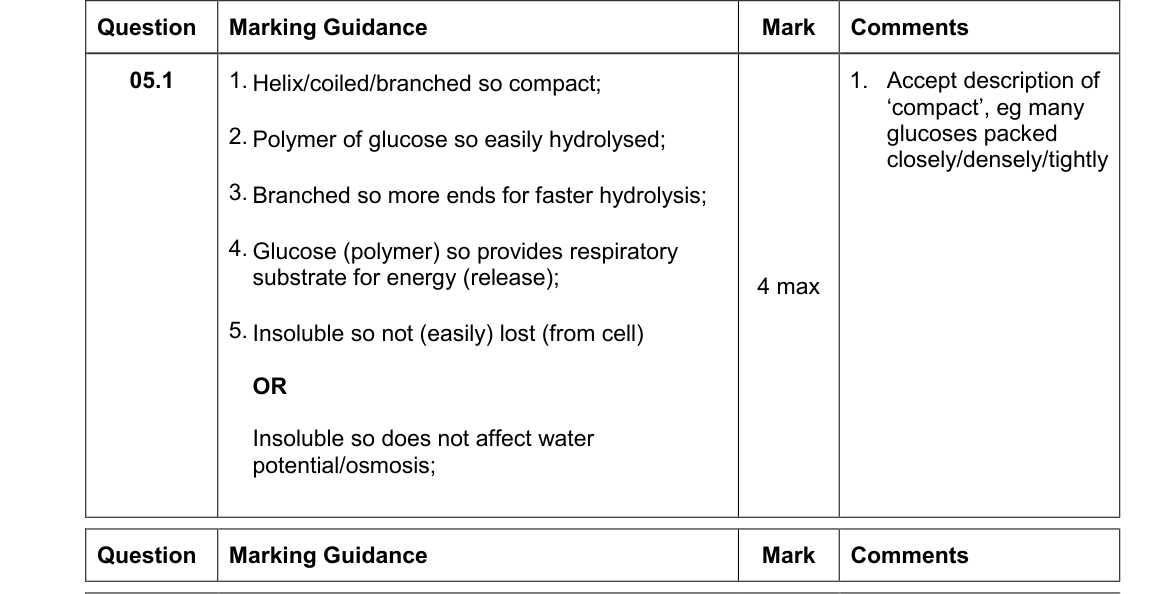 Question Marking Guidance Mark Comments
05.1
1. Helix/coiled/branched so compact;
2. Polymer of glucose so easily hydrolysed;
3. Branched so more ends for faster hydrolysis;
4. Glucose (polymer) so provides respiratory
substrate for energy (release);
5. Insoluble so not (easily) lost (from cell)
OR
Insoluble so does not affect water
potential/osmosis;
4 max
1. Accept description of
‘compact’, eg many
glucoses packed
closely/densely/tightly
Question Marking Guidance Mark Comments